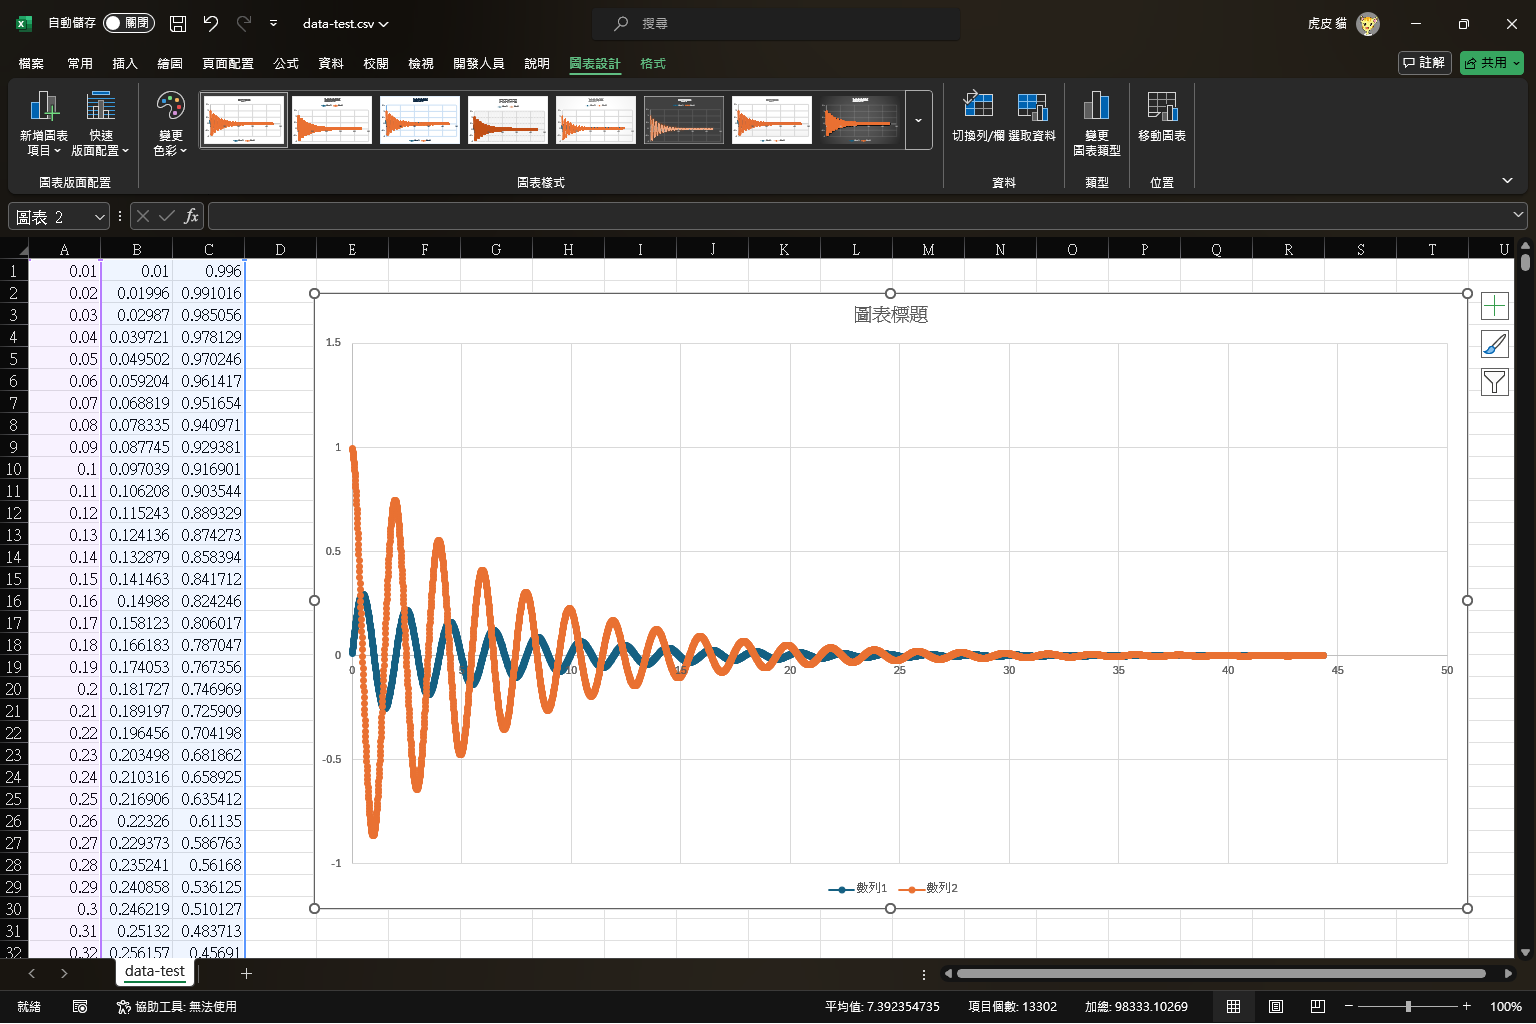 自動儲存 關閉 data-test.csv 搜尋 虎皮 貓
檔案 常用 插入 繪圖 頁面配置 公式 資料 校閱 檢視 開發人員 說明 圖表設計 格式 註解 共用
新增圖表 快速 變更 切換列/欄 選取資料 變更 移動圖表
項目 版面配置 色彩 圖表類型
圖表版面配置 圖表樣式 資料 類型 位置
圖表 2 fx
A B C D E F G H I J K L M N O P Q R S T U
1 0.01 0.01 0.996
2 0.02 0.01996 0.991016
3 0.03 0.02987 0.985056
4 0.04 0.039721 0.978129
5 0.05 0.049502 0.970246
6 0.06 0.059204 0.961417
7 0.07 0.068819 0.951654
8 0.08 0.078335 0.940971
9 0.09 0.087745 0.929381
10 0.1 0.097039 0.916901
11 0.11 0.106208 0.903544
12 0.12 0.115243 0.889329
13 0.13 0.124136 0.874273
14 0.14 0.132879 0.858394
15 0.15 0.141463 0.841712
16 0.16 0.14988 0.824246
17 0.17 0.158123 0.806017
18 0.18 0.166183 0.787047
19 0.19 0.174053 0.767356
20 0.2 0.181727 0.746969
21 0.21 0.189197 0.725909
22 0.22 0.196456 0.704198
23 0.23 0.203498 0.681862
24 0.24 0.210316 0.658925
25 0.25 0.216906 0.635412
26 0.26 0.22326 0.61135
27 0.27 0.229373 0.586763
28 0.28 0.235241 0.56168
29 0.29 0.240858 0.536125
30 0.3 0.246219 0.510127
31 0.31 0.25132 0.483713
32 0.32 0.256157 0.45691
圖表標題
1.5
1
0.5
0
-0.5
-1
0 5 10 15 20 25 30 35 40 45 50
數列1 數列2
data-test
就緒 協助工具: 無法使用 平均值: 7.392354735 項目個數: 13302 加總: 98333.10269 100%